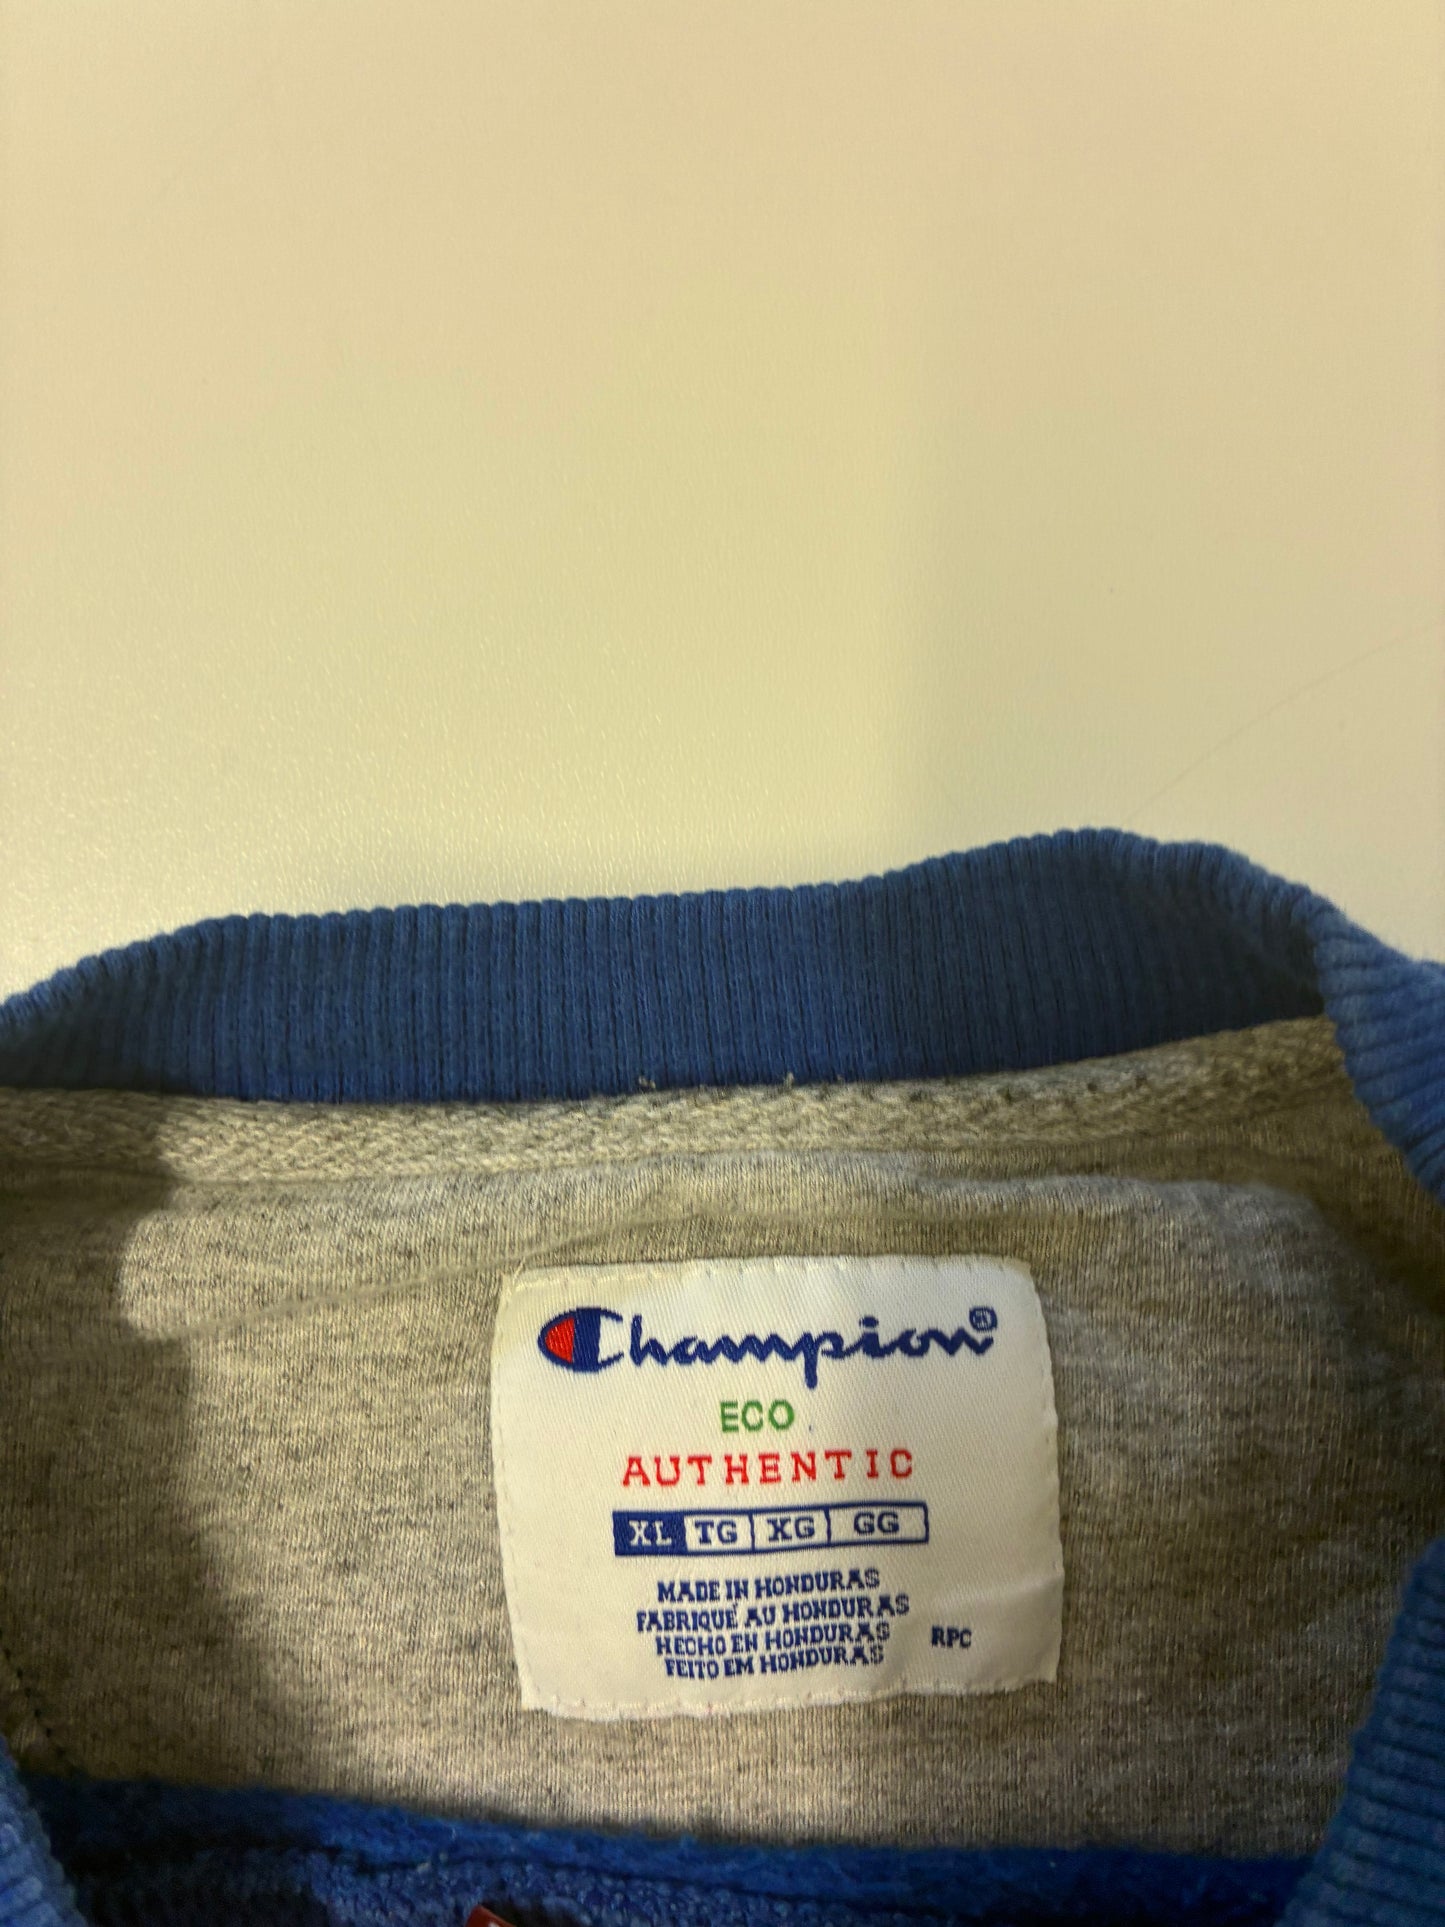 Champion®
ECO
AUTHENTIC
XL TG XG GG
MADE IN HONDURAS
FABRIQUÉ AU HONDURAS
HECHO EN HONDURAS RPC
FEITO EM HONDURAS